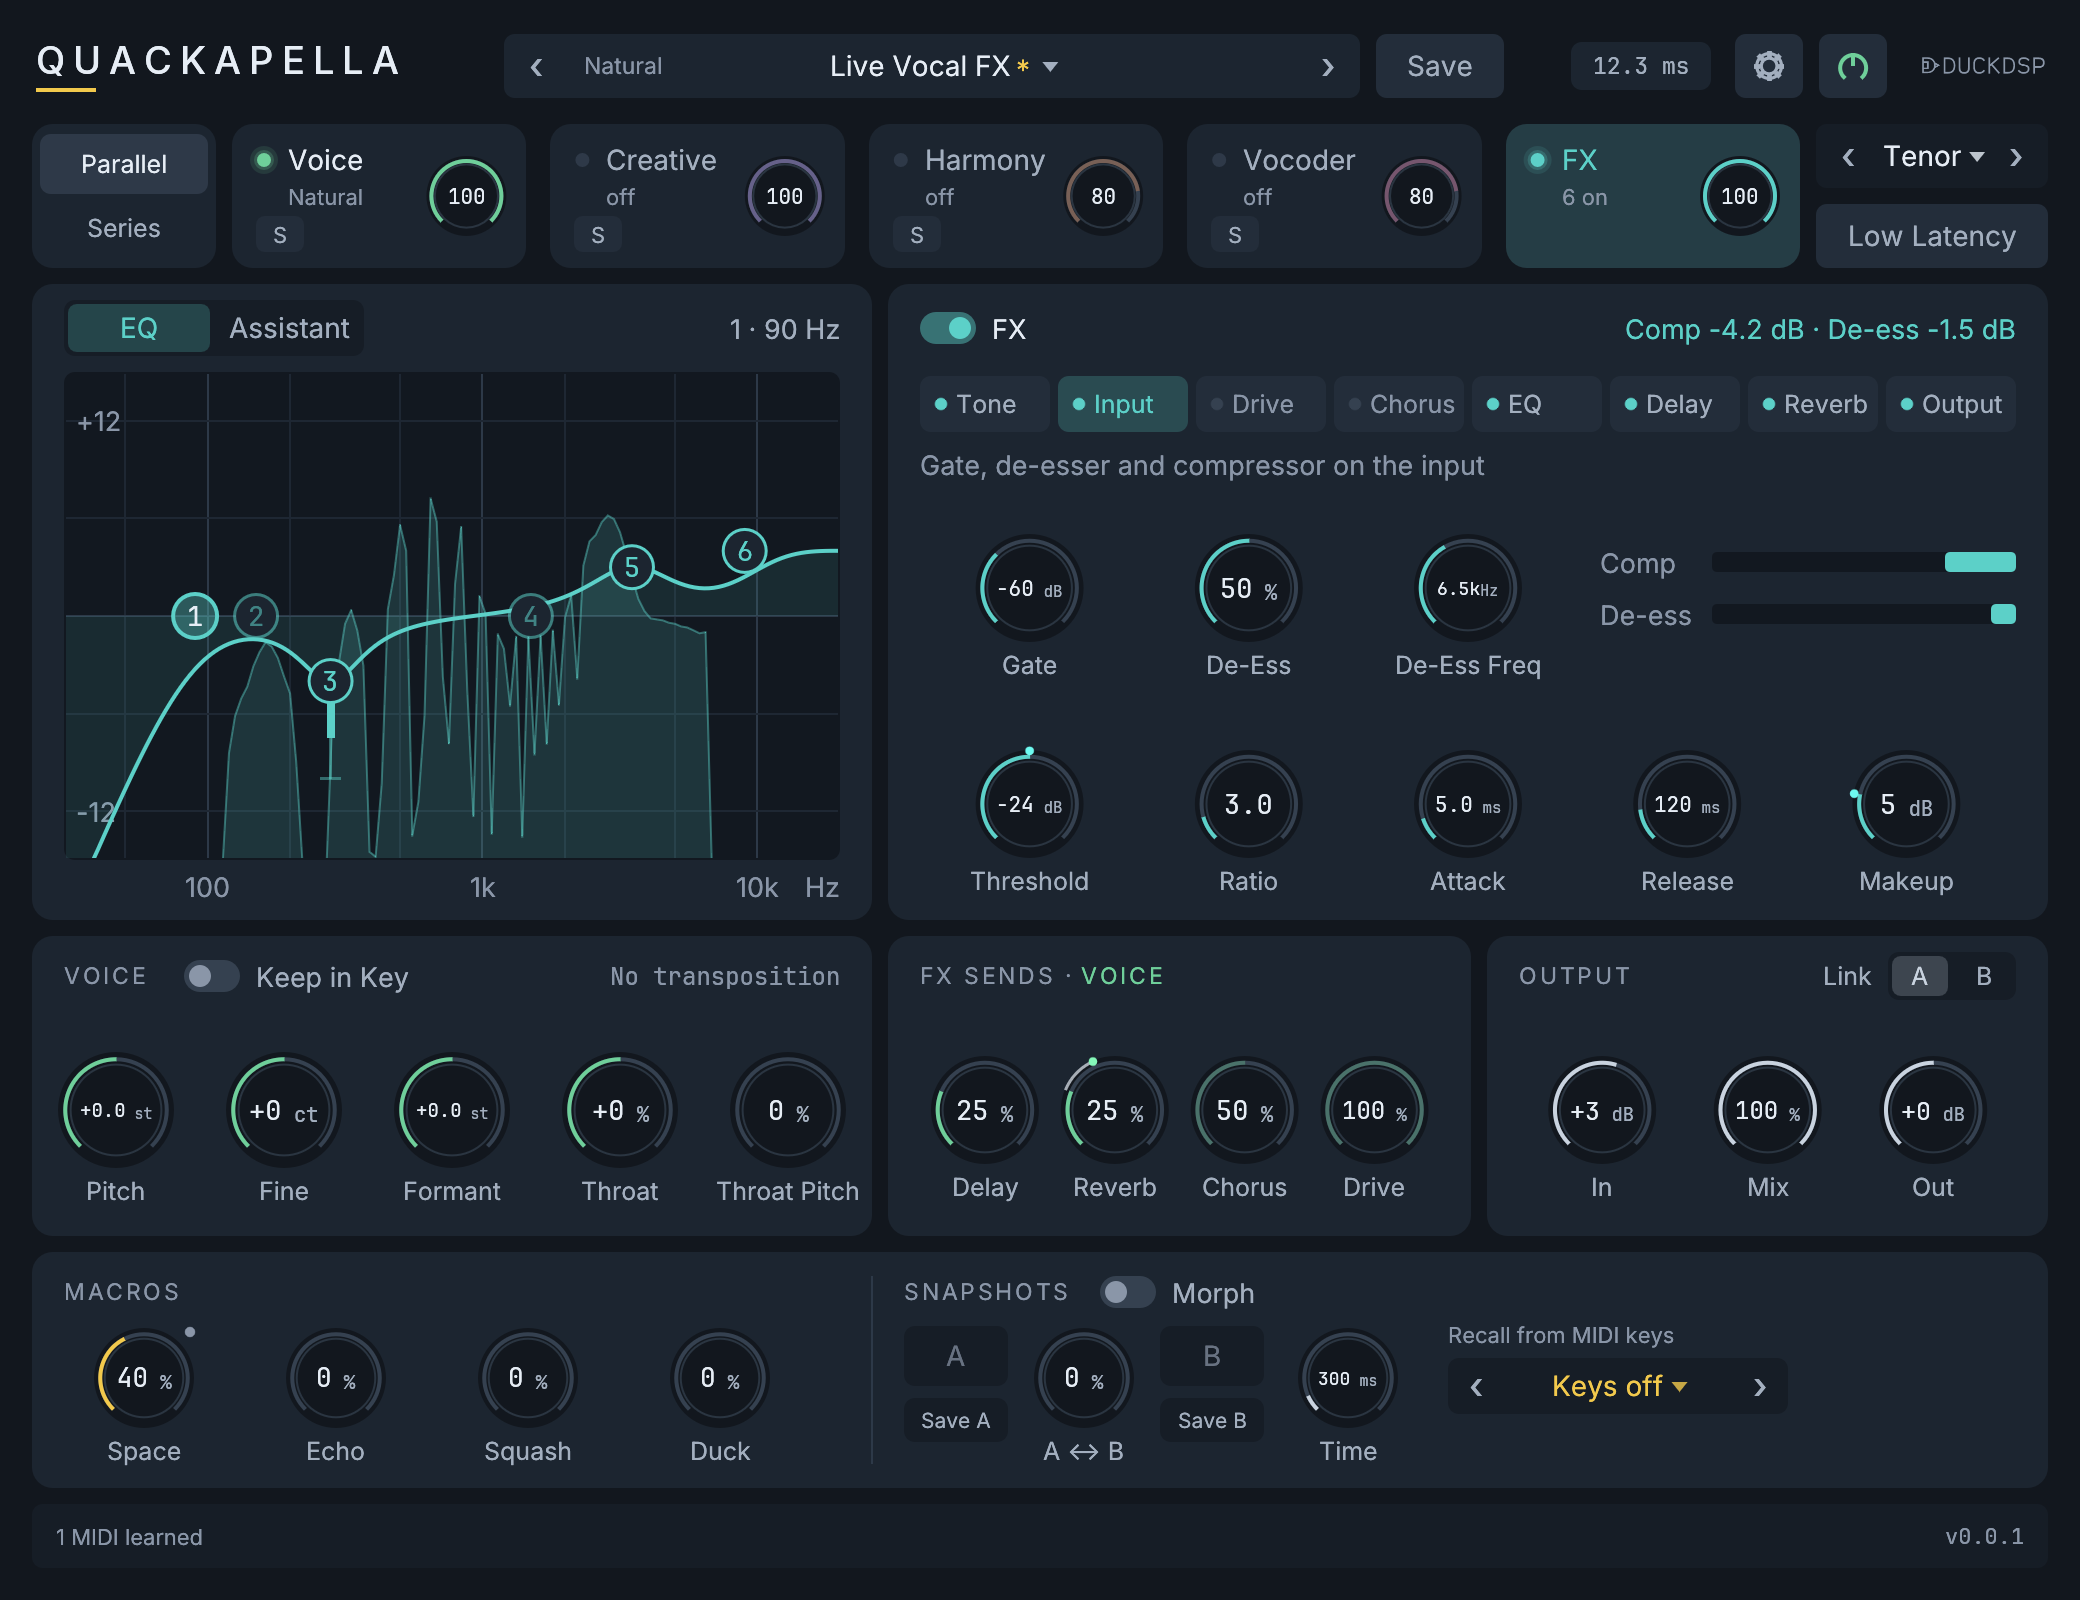 QUACKAPELLA
Natural
Live Vocal FX*
Save
12.3 ms
DUCKDSP
Parallel
Series
Voice
Natural
S
100
Creative
off
S
100
Harmony
off
S
80
Vocoder
off
S
80
FX
6 on
100
Tenor
Low Latency
EQ
Assistant
1 · 90 Hz
+12
-12
1
2
3
4
5
6
100
1k
10k
Hz
FX
Comp -4.2 dB · De-ess -1.5 dB
Tone
Input
Drive
Chorus
EQ
Delay
Reverb
Output
Gate, de-esser and compressor on the input
-60 dB
Gate
50 %
De-Ess
6.5kHz
De-Ess Freq
Comp
De-ess
-24 dB
Threshold
3.0
Ratio
5.0 ms
Attack
120 ms
Release
5 dB
Makeup
VOICE
Keep in Key
No transposition
+0.0 st
Pitch
+0 ct
Fine
+0.0 st
Formant
+0 %
Throat
0 %
Throat Pitch
FX SENDS · VOICE
25 %
Delay
25 %
Reverb
50 %
Chorus
100 %
Drive
OUTPUT
Link
A
B
+3 dB
In
100 %
Mix
+0 dB
Out
MACROS
40 %
Space
0 %
Echo
0 %
Squash
0 %
Duck
SNAPSHOTS
Morph
A
Save A
0 %
A ↔ B
B
Save B
300 ms
Time
Recall from MIDI keys
Keys off
1 MIDI learned
v0.0.1